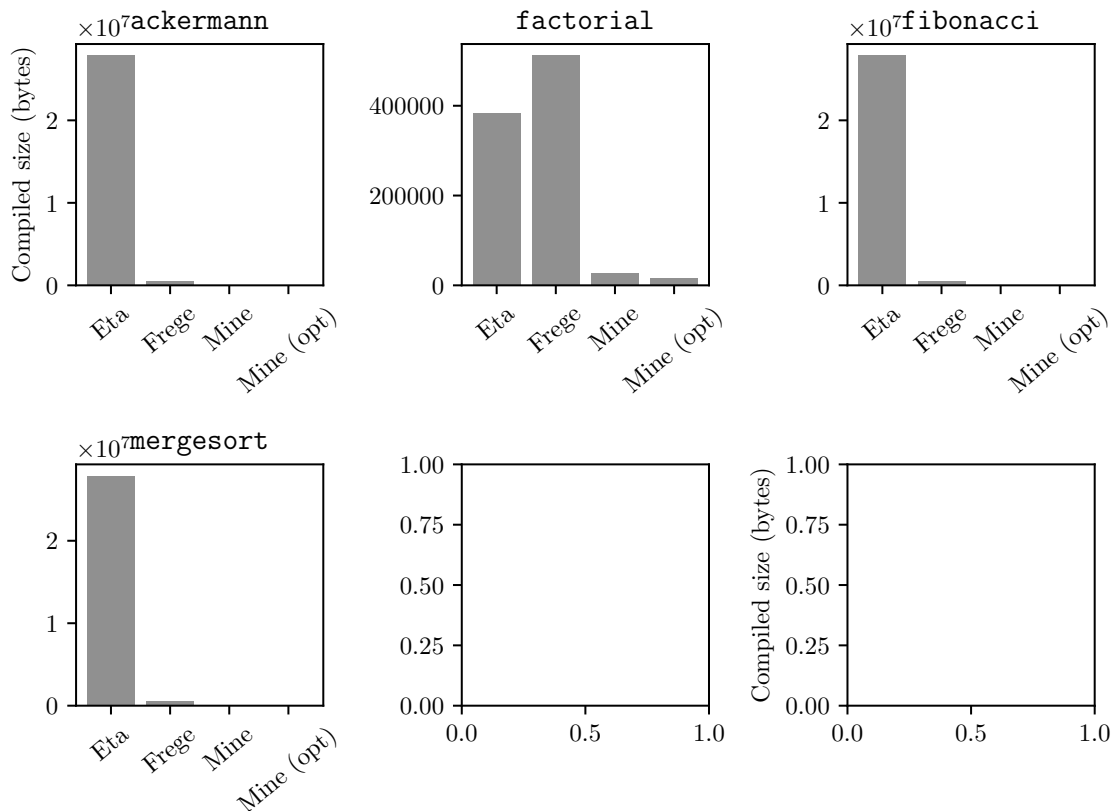 ×10⁷ackermann
Compiled size (bytes)
2
1
0
Eta
Frege
Mine
Mine (opt)
factorial
400000
200000
0
Eta
Frege
Mine
Mine (opt)
×10⁷fibonacci
2
1
0
Eta
Frege
Mine
Mine (opt)
×10⁷mergesort
2
1
0
Eta
Frege
Mine
Mine (opt)
1.00
0.75
0.50
0.25
0.00
0.0 0.5 1.0
Compiled size (bytes)
1.00
0.75
0.50
0.25
0.00
0.0 0.5 1.0